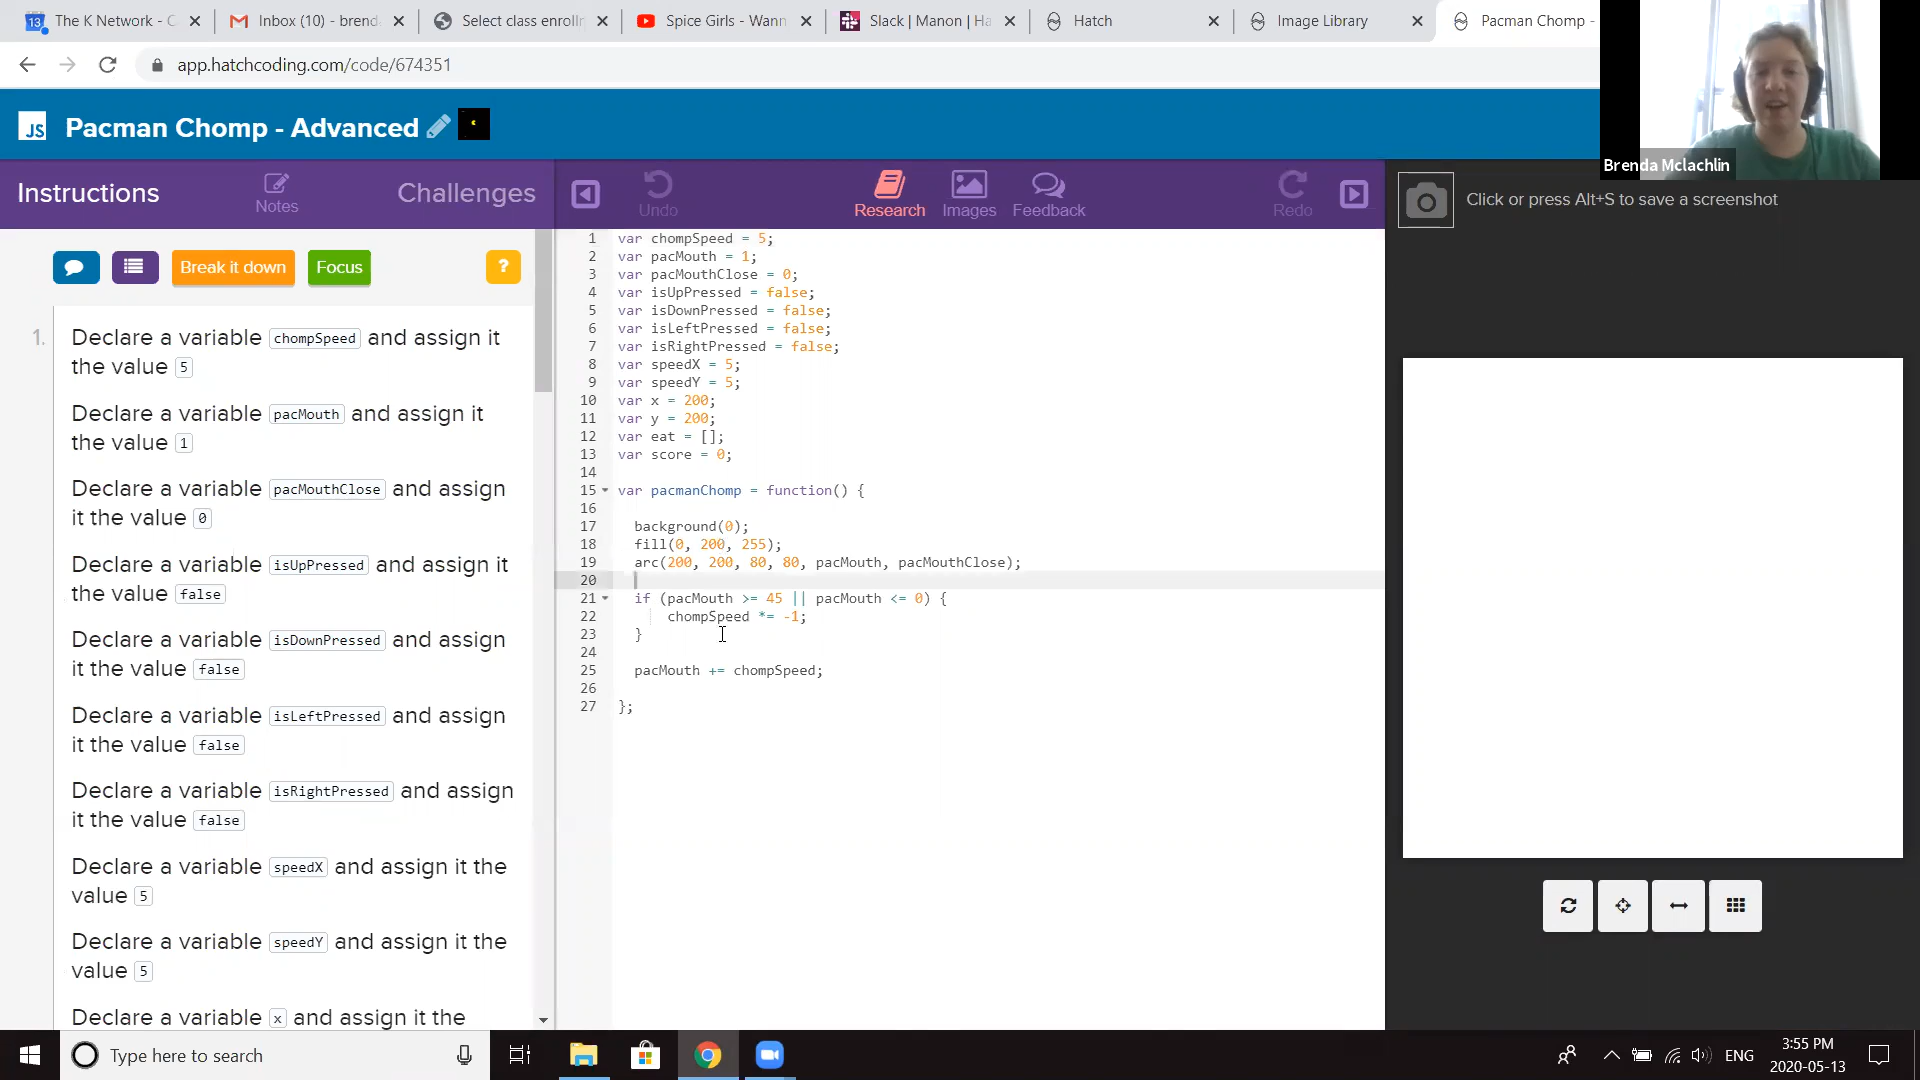 The K Network - C
Inbox (10) - brend
Select class enrolln
Spice Girls - Wann
Slack | Manon | Ha
Hatch
Image Library
Pacman Chomp -
app.hatchcoding.com/code/674351
JS
Pacman Chomp - Advanced
Brenda Mclachlin
Instructions
Notes
Challenges
Undo
Research
Images
Feedback
Redo
Click or press Alt+S to save a screenshot
Break it down
Focus
?
1. Declare a variable chompSpeed and assign it
the value 5
Declare a variable pacMouth and assign it
the value 1
Declare a variable pacMouthClose and assign
it the value 0
Declare a variable isUpPressed and assign it
the value false
Declare a variable isDownPressed and assign
it the value false
Declare a variable isLeftPressed and assign
it the value false
Declare a variable isRightPressed and assign
it the value false
Declare a variable speedX and assign it the
value 5
Declare a variable speedY and assign it the
value 5
Declare a variable x and assign it the
1 var chompSpeed = 5;
2 var pacMouth = 1;
3 var pacMouthClose = 0;
4 var isUpPressed = false;
5 var isDownPressed = false;
6 var isLeftPressed = false;
7 var isRightPressed = false;
8 var speedX = 5;
9 var speedY = 5;
10 var x = 200;
11 var y = 200;
12 var eat = [];
13 var score = 0;
14
15 var pacmanChomp = function() {
16
17 background(0);
18 fill(0, 200, 255);
19 arc(200, 200, 80, 80, pacMouth, pacMouthClose);
20
21 if (pacMouth >= 45 || pacMouth <= 0) {
22 chompSpeed *= -1;
23 }
24
25 pacMouth += chompSpeed;
26
27 };
Type here to search
ENG
3:55 PM
2020-05-13